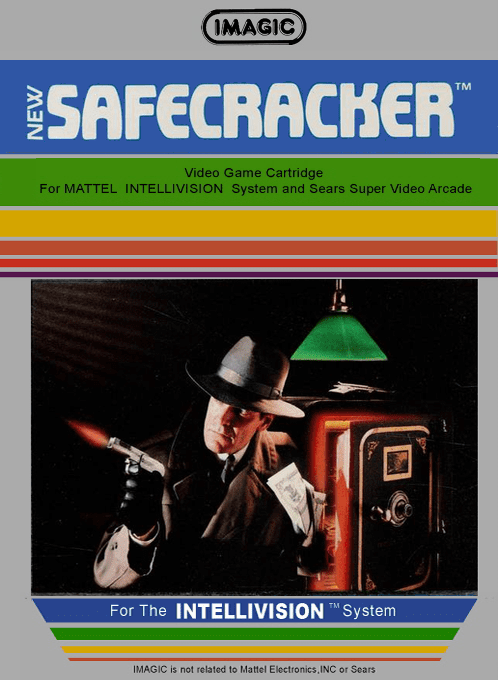 IMAGIC
NEW SAFECRACKER™
Video Game Cartridge
For MATTEL INTELLIVISION System and Sears Super Video Arcade
For The INTELLIVISION™ System
IMAGIC is not related to Mattel Electronics,INC or Sears